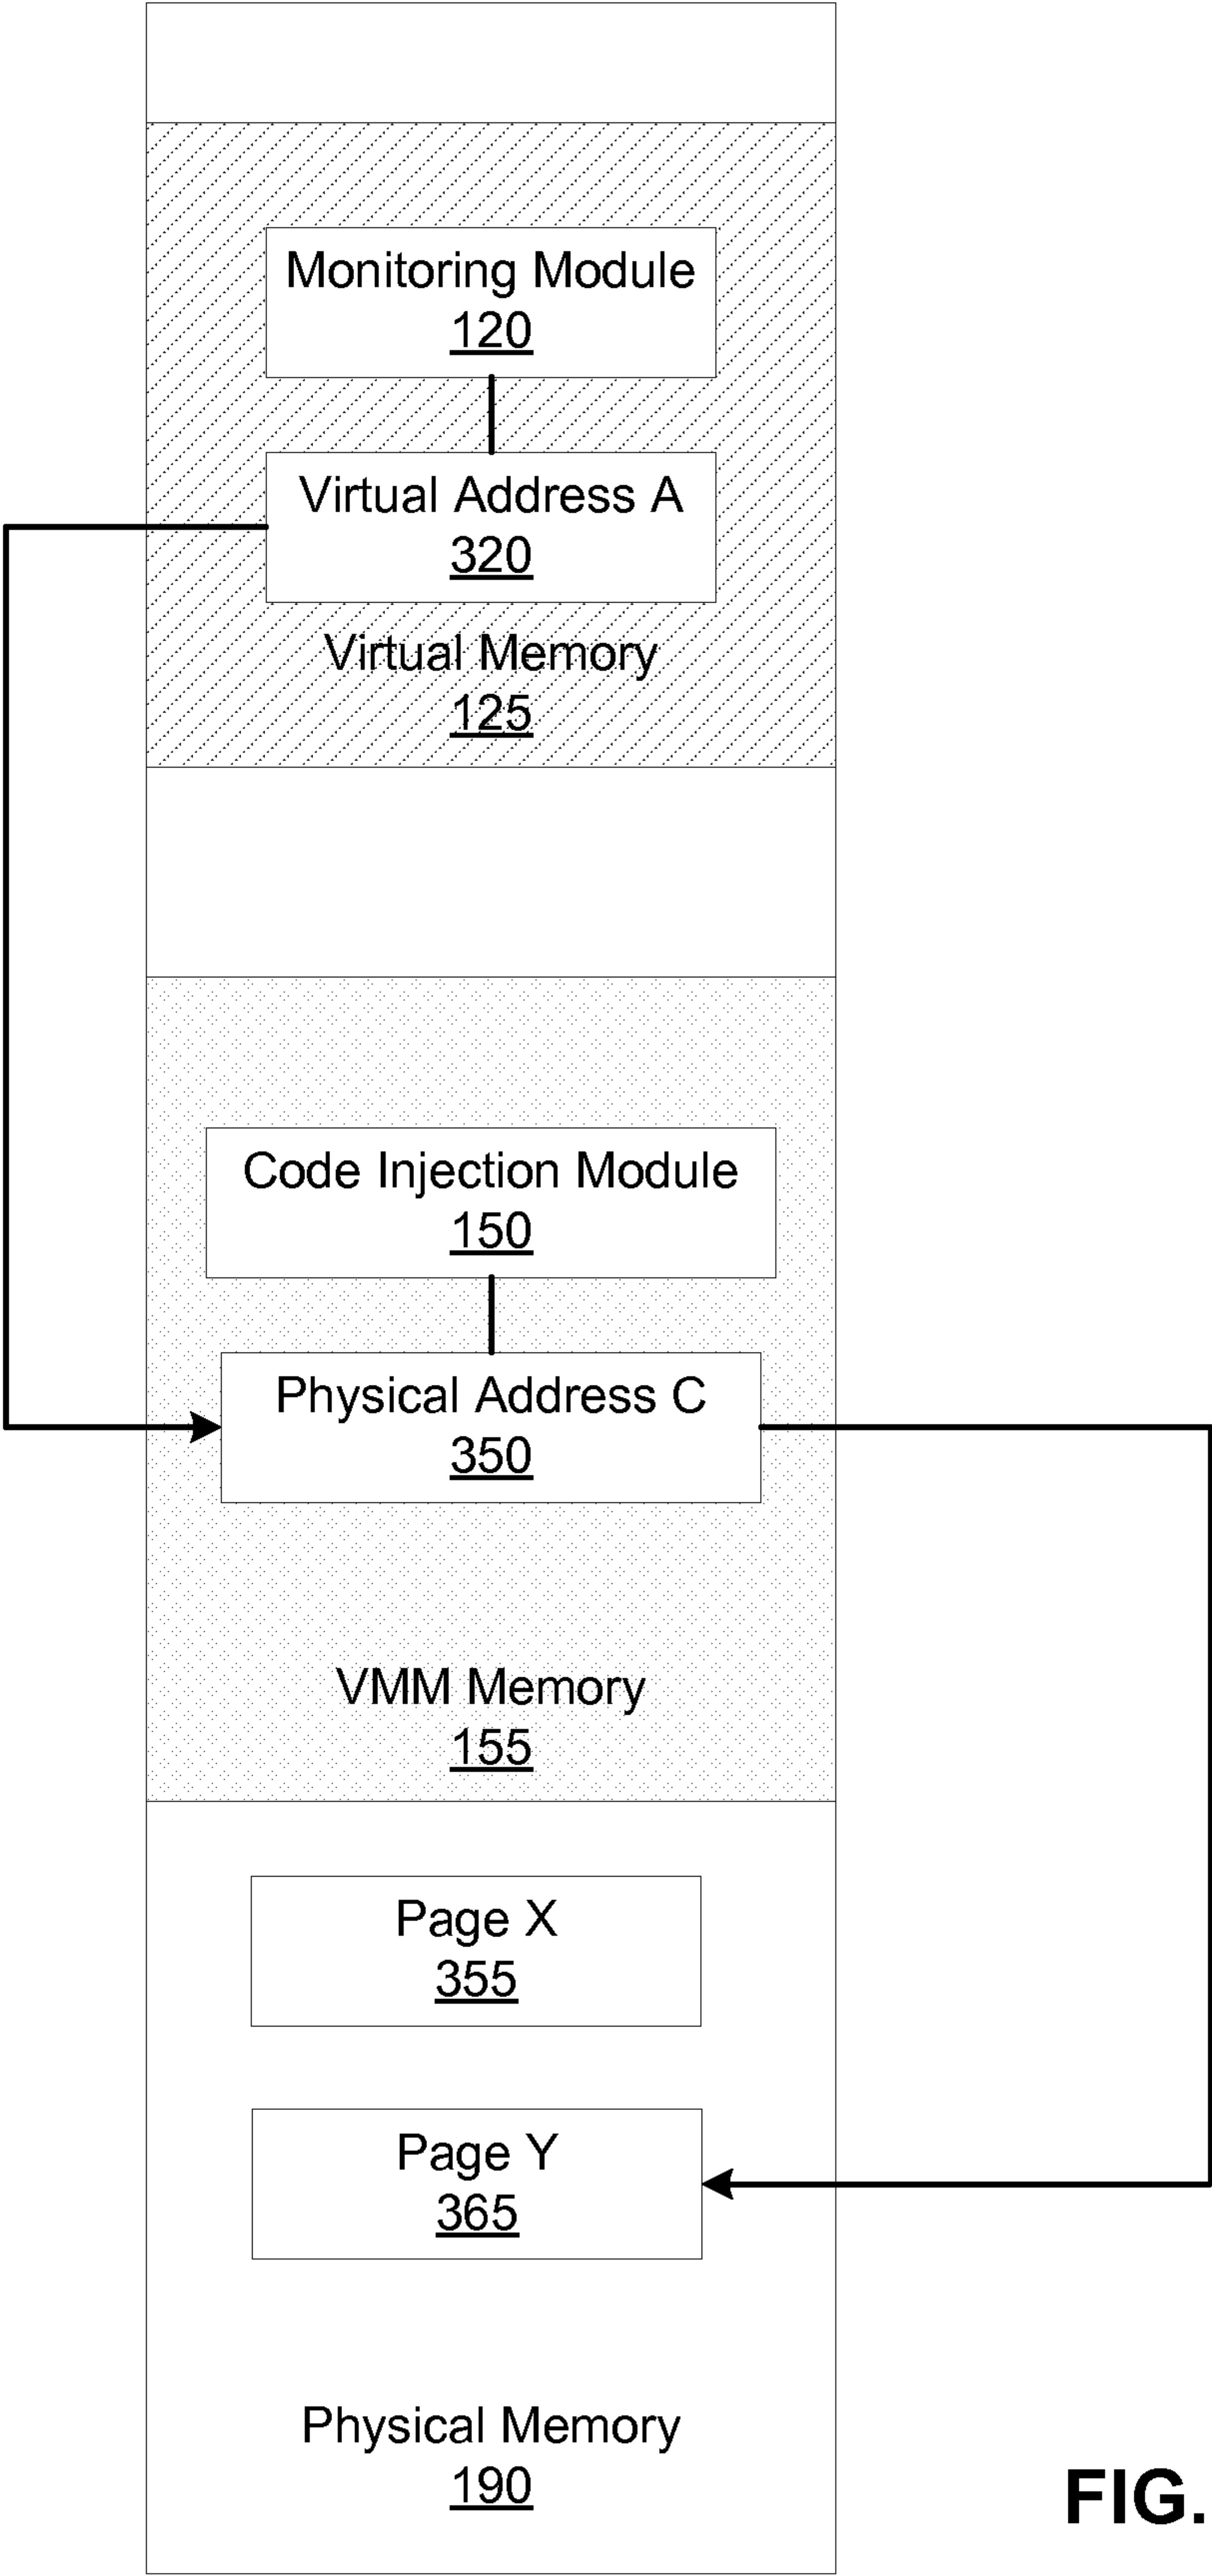 Monitoring Module
120
Virtual Address A
320
Virtual Memory
125
Code Injection Module
150
Physical Address C
350
VMM Memory
155
Page X
355
Page Y
365
Physical Memory
190
FIG.